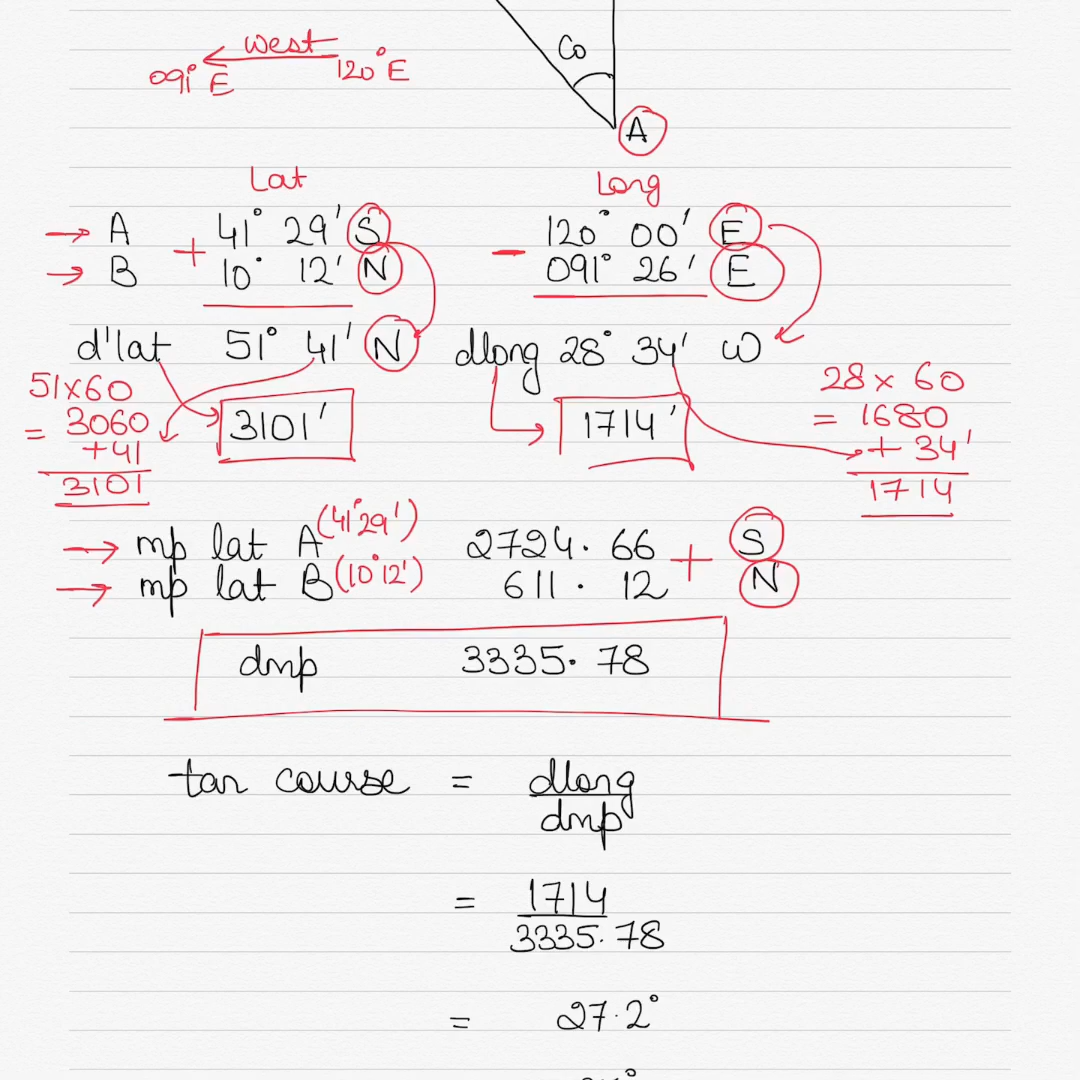 West
091° E 120° E
Co
A
Lat Long
→ A + 41° 29' S - 120° 00' E
→ B 10° 12' N 091° 26' E
d'lat 51° 41' N dlong 28° 34' W
51×60 28 × 60
= 3060 3101' 1714' = 1680
+41 + 34'
3101 1714
→ mp lat A (41° 29') 2724.66 + S
→ mp lat B (10° 12') 611.12 N
dmp 3335.78
tan course = dlong
dmp
= 1714
3335.78
= 27.2°